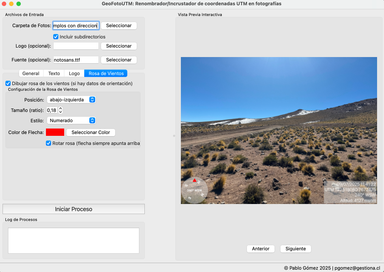 GeoFotoUTM: Renombrador/Incrustador de coordenadas UTM en fotografías
Archivos de Entrada
Carpeta de Fotos:
mplos con direccion
Seleccionar
Incluir subdirectorios
Logo (opcional):
Seleccionar
Fuente (opcional):
notosans.ttf
Seleccionar
General
Texto
Logo
Rosa de Vientos
Dibujar rosa de los vientos (si hay datos de orientación)
Configuración de la Rosa de Vientos
Posición:
abajo-izquierda
Tamaño (ratio):
0,18
Estilo:
Numerado
Color de Flecha:
Seleccionar Color
Rotar rosa (flecha siempre apunta arriba
Iniciar Proceso
Log de Procesos
Vista Previa Interactiva
Anterior
Siguiente
© Pablo Gómez 2025 | pgomez@gestiona.cl